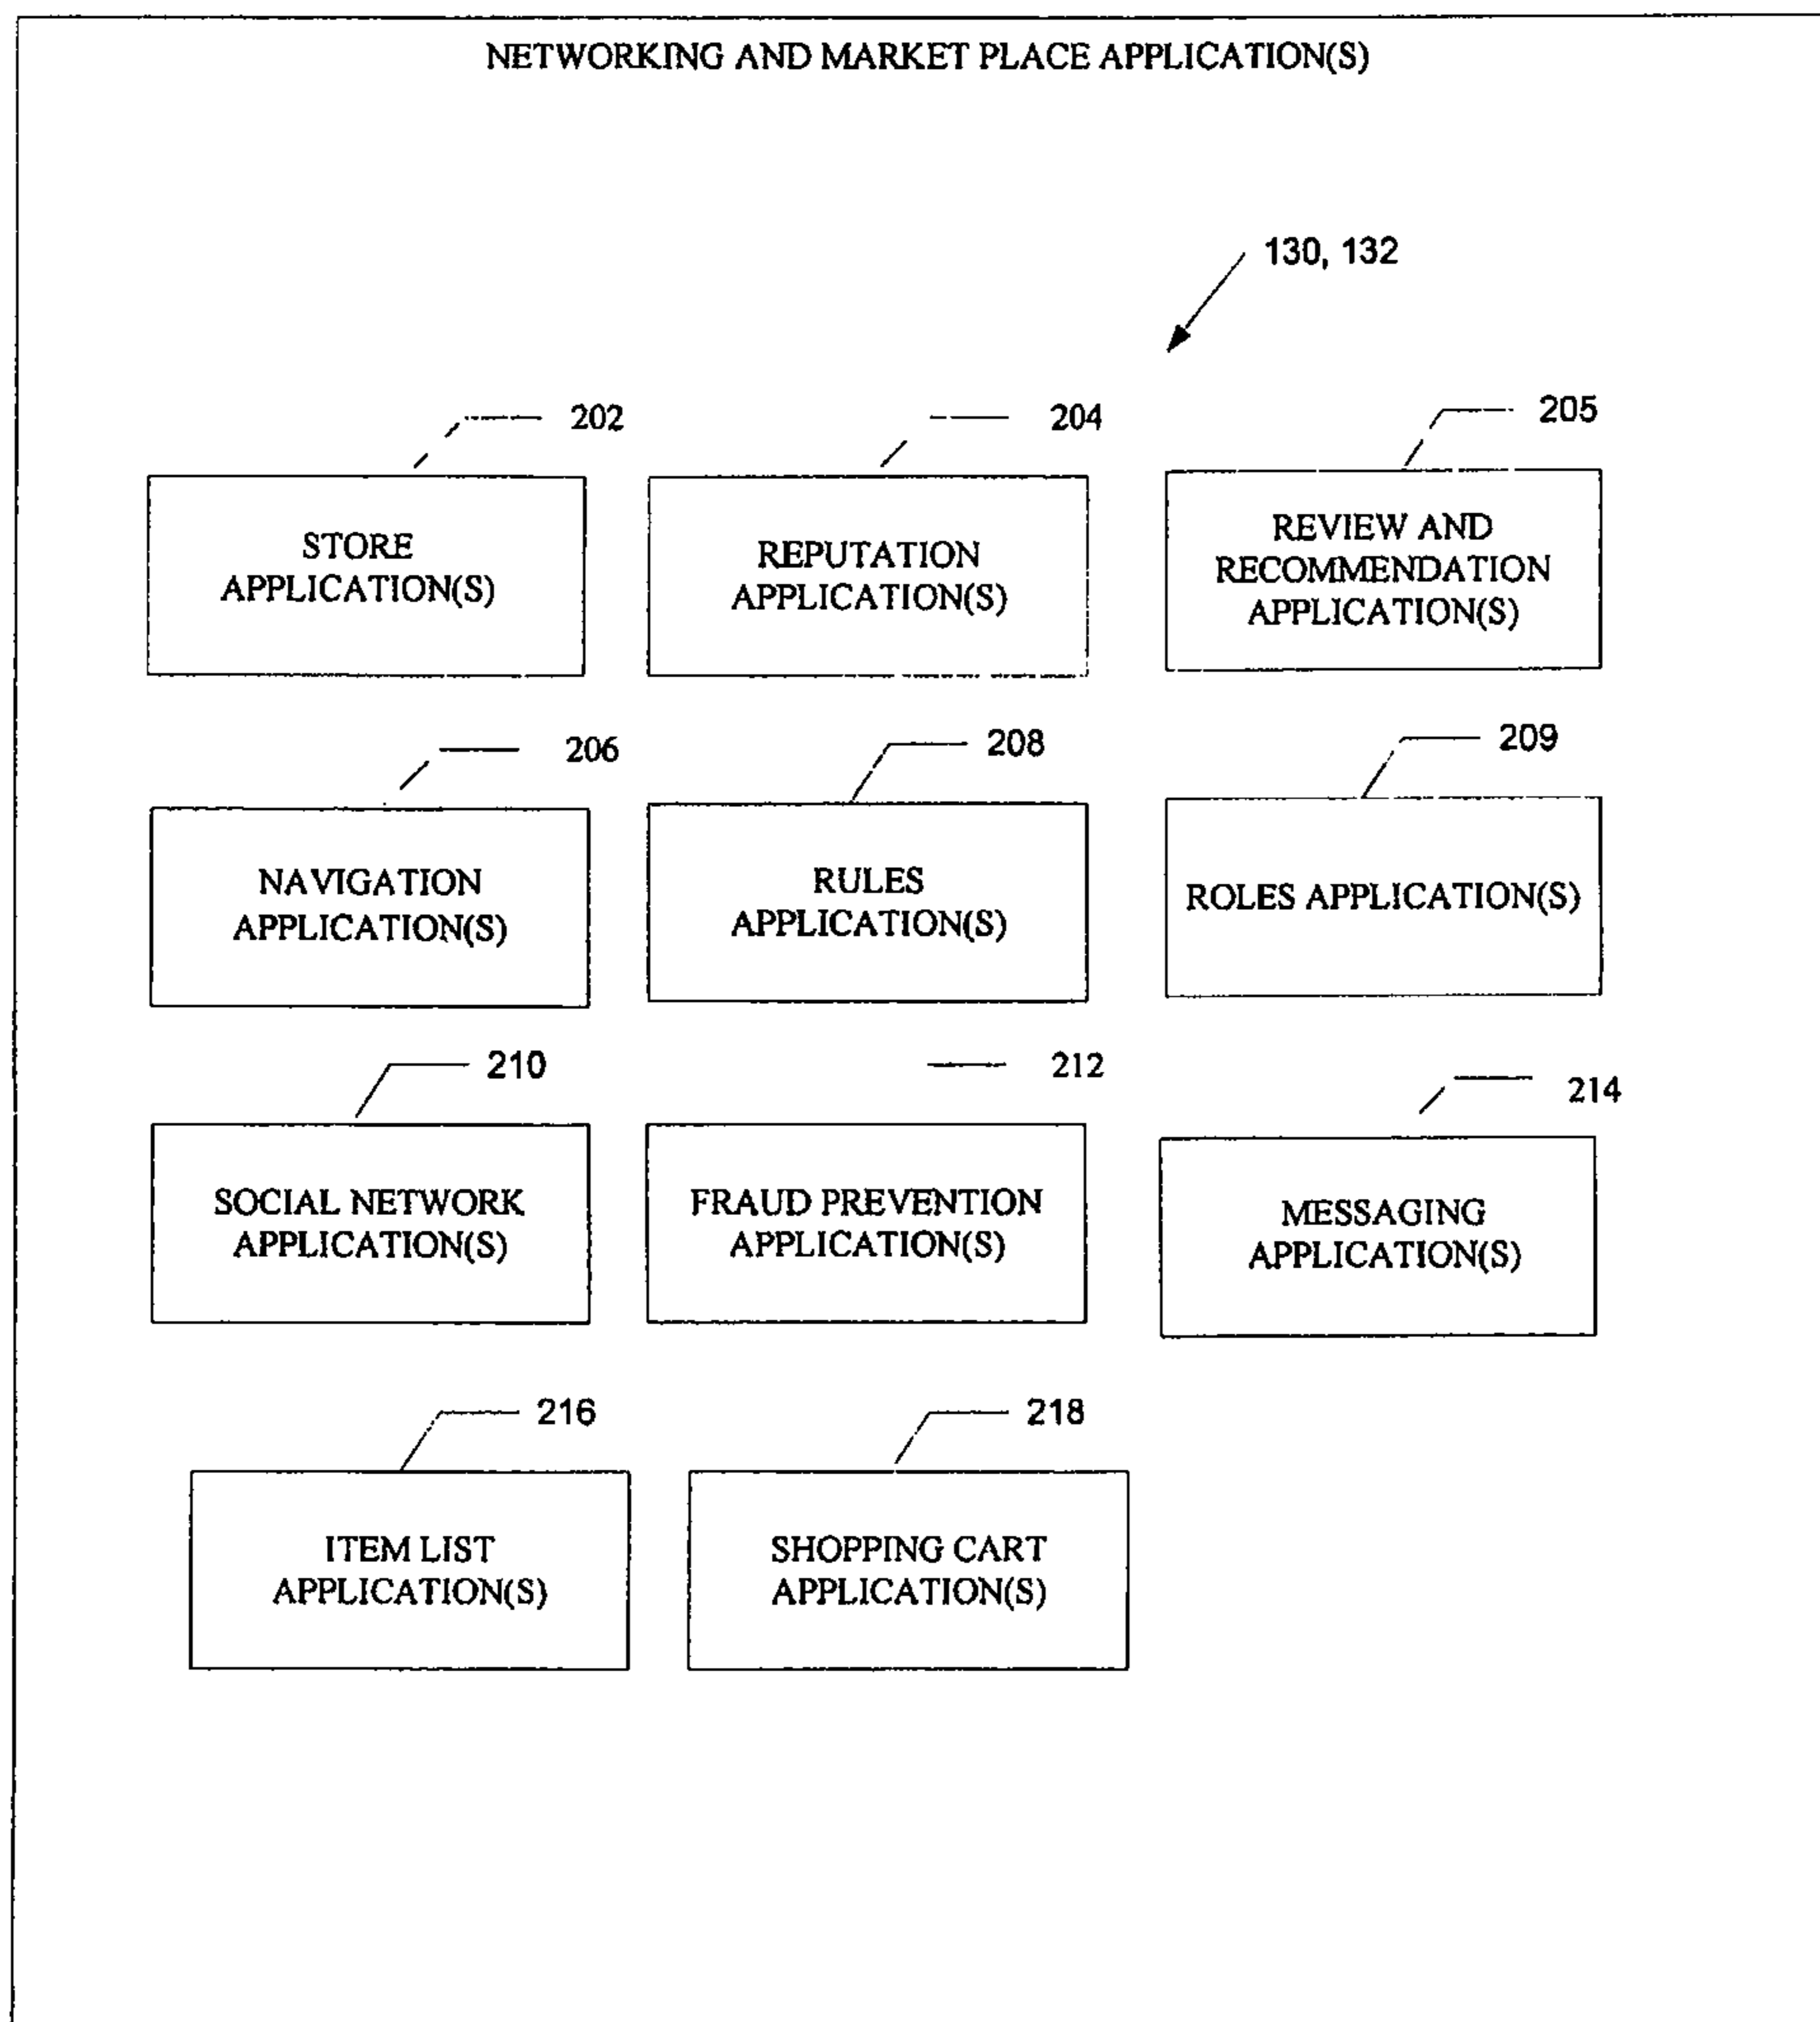 NETWORKING AND MARKET PLACE APPLICATION(S)
130, 132
202
204
205
STORE
APPLICATION(S)
REPUTATION
APPLICATION(S)
REVIEW AND
RECOMMENDATION
APPLICATION(S)
206
208
209
NAVIGATION
APPLICATION(S)
RULES
APPLICATION(S)
ROLES APPLICATION(S)
210
212
214
SOCIAL NETWORK
APPLICATION(S)
FRAUD PREVENTION
APPLICATION(S)
MESSAGING
APPLICATION(S)
216
218
ITEM LIST
APPLICATION(S)
SHOPPING CART
APPLICATION(S)